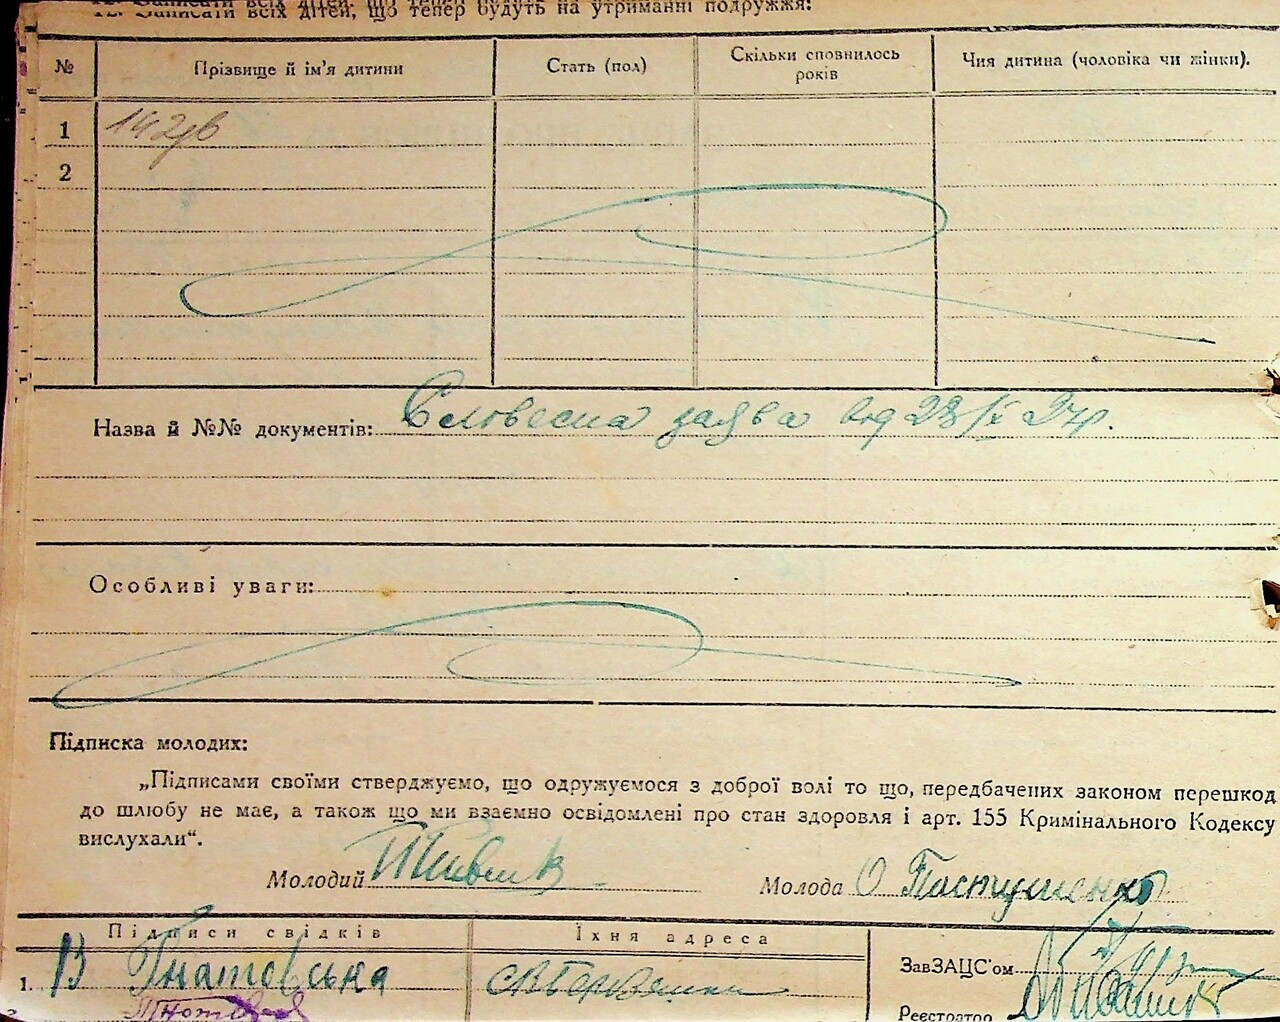 12. Записати всіх дітей, що тепер будуть на утриманні подружжя:
№ Прізвище й ім'я дитини Стать (пол) Скільки сповнилось років Чия дитина (чоловіка чи жінки).
1
2
Назва й №№ документів: Словесна заява від 23/IX 27р.
Особливі уваги:
Підписка молодих:
„Підписами своїми стверджуємо, що одружуємося з доброї волі то що, передбачених законом перешкод
до шлюбу не має, а також що ми взаємно освідомлені про стан здоровля і арт. 155 Кримінального Кодексу
вислухали“.
Молодий Молода О Пастушенко
Підписи свідків Їхня адреса
1. В Гнатовська
ЗавЗАЦС'ом
Реєстратор